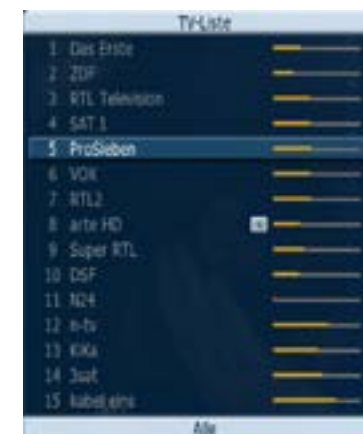 TV-Liste
1 Das Erste
2 ZDF
3 RTL Television
4 SAT.1
5 ProSieben
6 VOX
7 RTL2
8 arte HD
9 Super RTL
10 DSF
11 N24
12 n-tv
13 KiKa
14 3sat
15 kabel eins
Alle